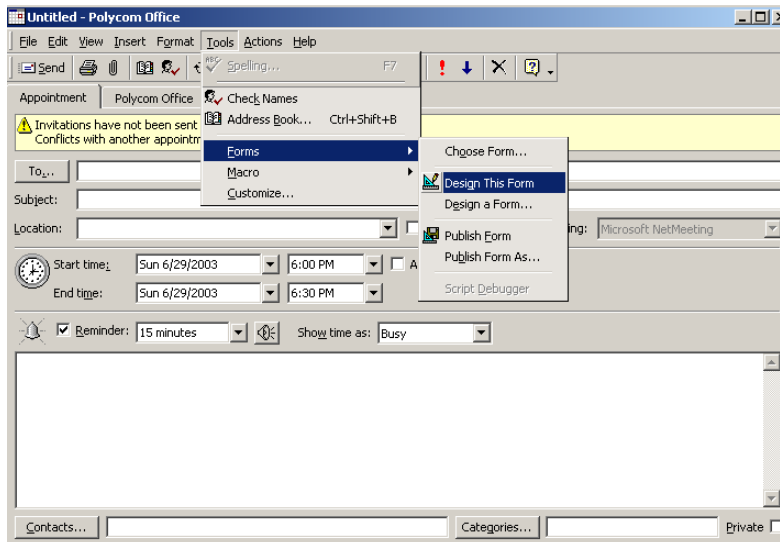 Untitled - Polycom Office
File Edit View Insert Format Tools Actions Help
Send
Spelling... F7
Appointment Polycom Office
Check Names
Address Book... Ctrl+Shift+B
Invitations have not been sent
Conflicts with another appointm
Forms
Macro
Customize...
Choose Form...
Design This Form
Design a Form...
Publish Form
Publish Form As...
Script Debugger
To...
Subject:
Location:
ing: Microsoft NetMeeting
Start time: Sun 6/29/2003 6:00 PM A
End time: Sun 6/29/2003 6:30 PM
Reminder: 15 minutes Show time as: Busy
Contacts... Categories... Private